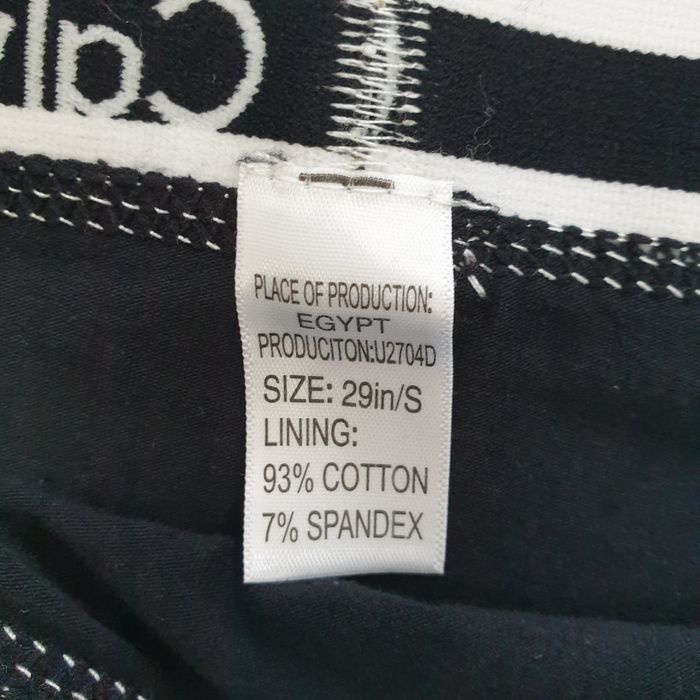 PLACE OF PRODUCTION:
EGYPT
PRODUCITON:U2704D
SIZE: 29in/S
LINING:
93% COTTON
7% SPANDEX